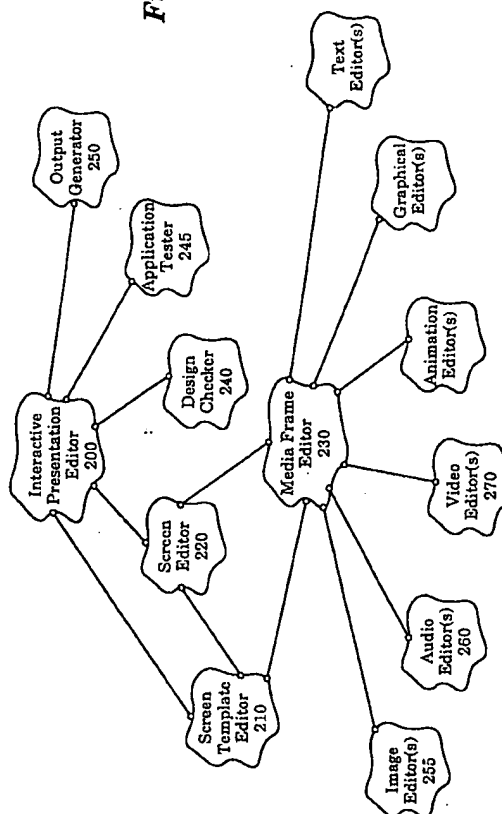 Interactive
Presentation
Editor
200
Output
Generator
250
Application
Tester
245
Design
Checker
240
Screen
Editor
220
Screen
Template
Editor
210
Media Frame
Editor
230
Image
Editor(s)
255
Audio
Editor(s)
260
Video
Editor(s)
270
Animation
Editor(s)
Graphical
Editor(s)
Text
Editor(s)